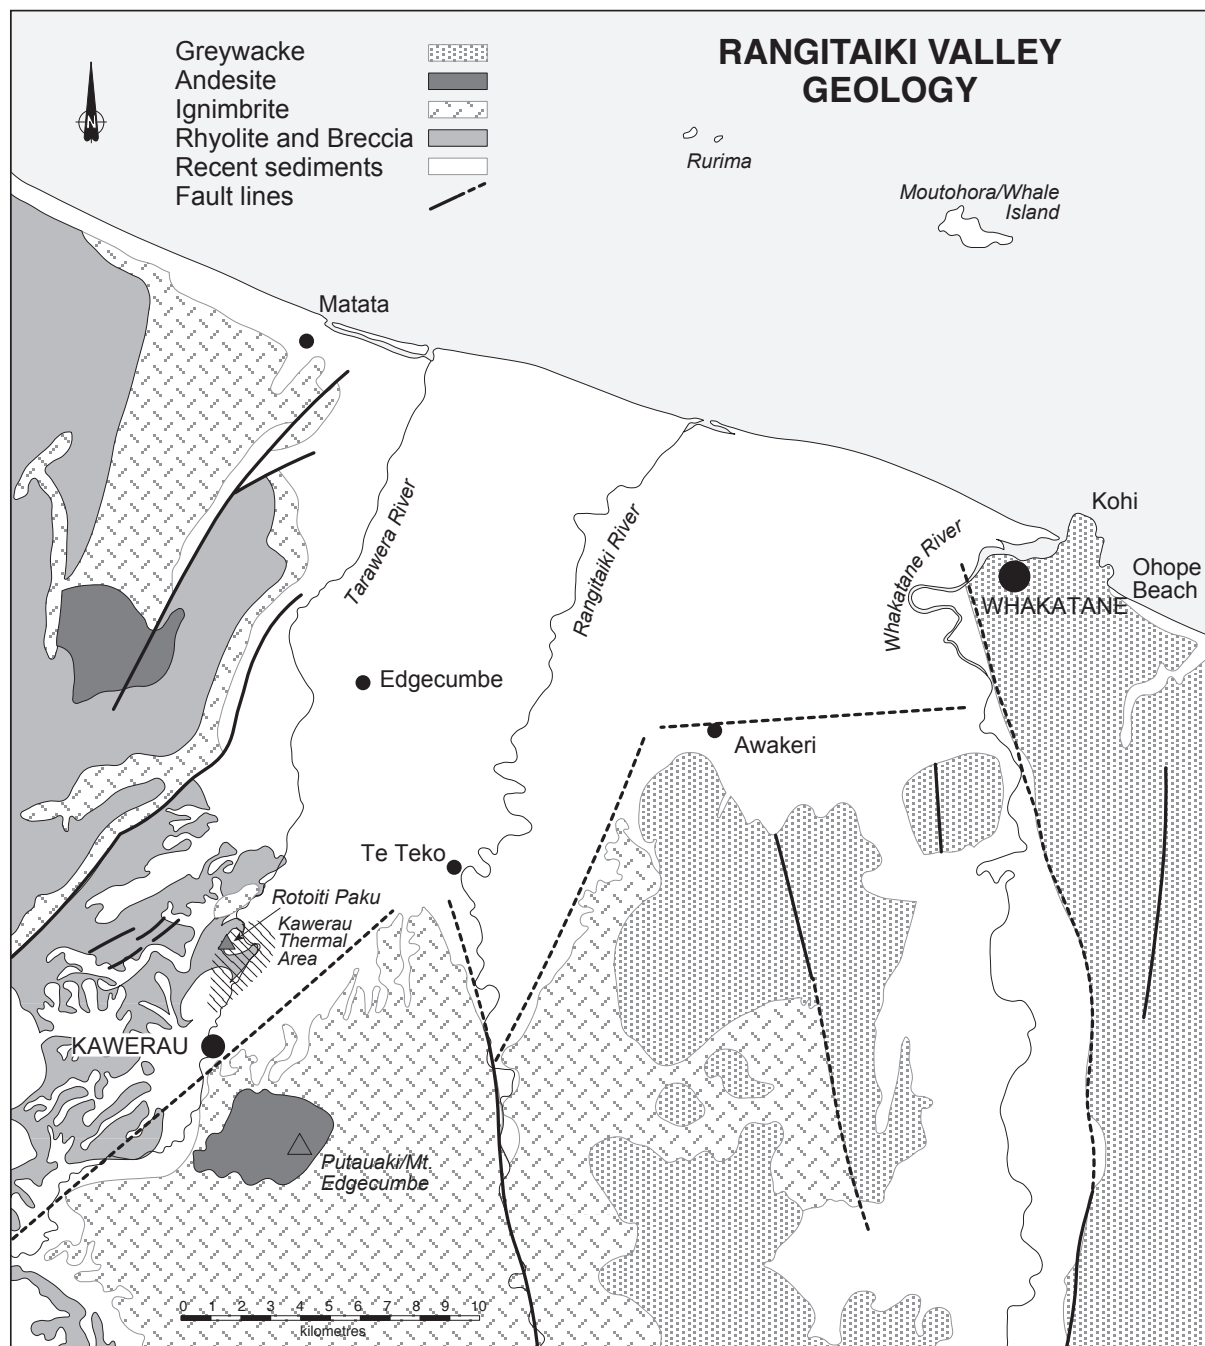 RANGITAIKI VALLEY
GEOLOGY
Greywacke
Andesite
Ignimbrite
Rhyolite and Breccia
Recent sediments
Fault lines
N
Rurima
Moutohora/Whale
Island
Matata
Kohi
Ohope
Beach
WHAKATANE
Tarawera River
Rangitaiki River
Whakatane River
Edgecumbe
Awakeri
Te Teko
Rotoiti Paku
Kawerau
Thermal
Area
KAWERAU
Putauaki/Mt.
Edgecumbe
0 1 2 3 4 5 6 7 8 9 10
kilometres